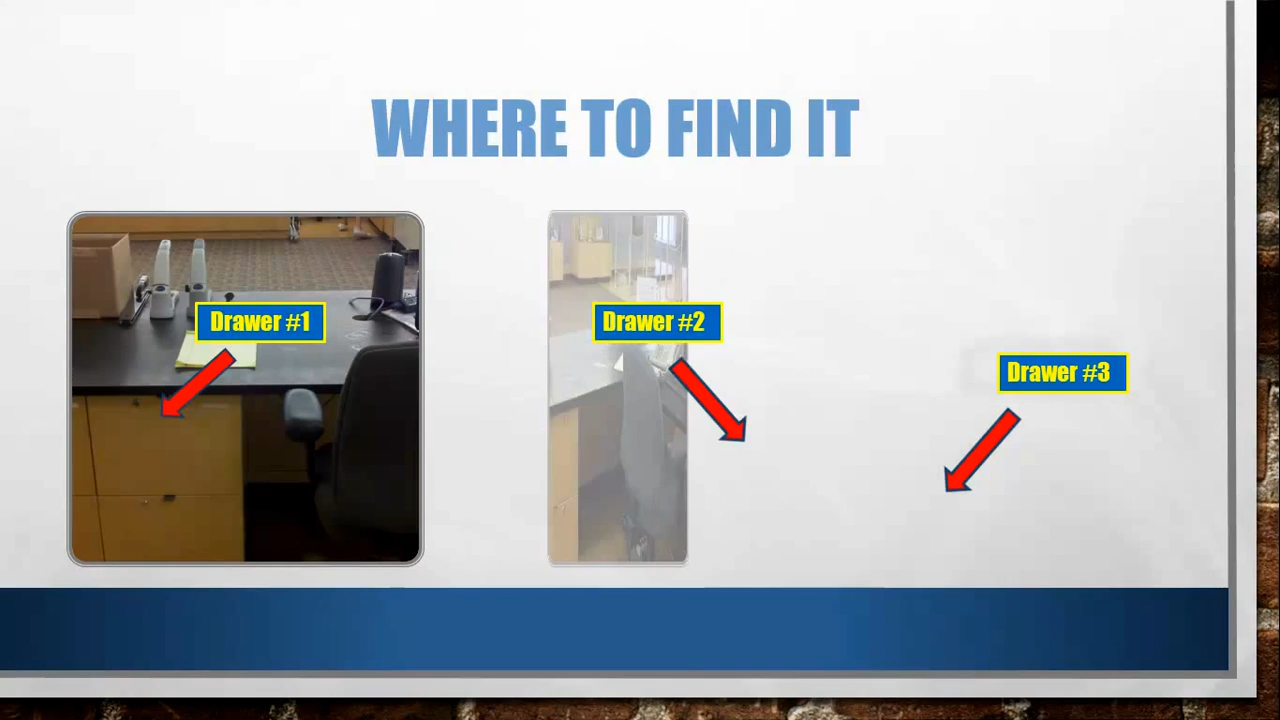 WHERE TO FIND IT
Drawer #1
Drawer #2
Drawer #3